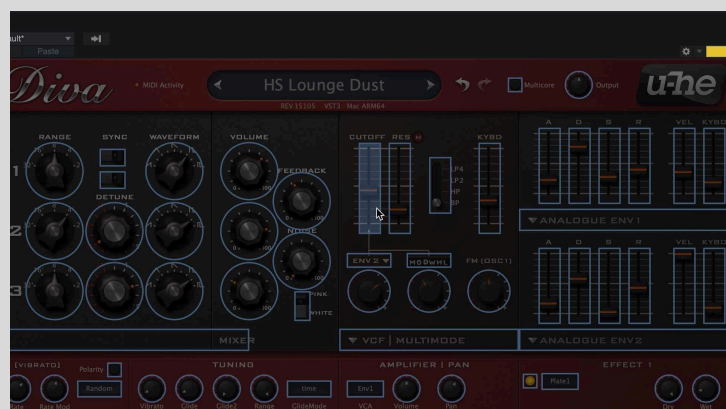 ault*
Paste
Diva
MIDI Activity
HS Lounge Dust
Multicore
Output
u-he
REV 15105 VST3 Mac ARM64
RANGE SYNC WAVEFORM VOLUME CUTOFF RES M KYBD A D S R VEL KYBD
FEEDBACK
1
LP4
LP2
HP
BP
DETUNE
2
NOISE
ANALOGUE ENV1
A D S R VEL KYBD
ENV 2 MODWHL FM (OSC1)
3
PINK
WHITE
MIXER
VCF | MULTIMODE
ANALOGUE ENV2
(VIBRATO) Polarity TUNING AMPLIFIER | PAN EFFECT 1
Random time Env1 Plate1
Rate Rate Mod Vibrato Glide Glide2 Range GlideMode VCA Volume Pan Dry Wet